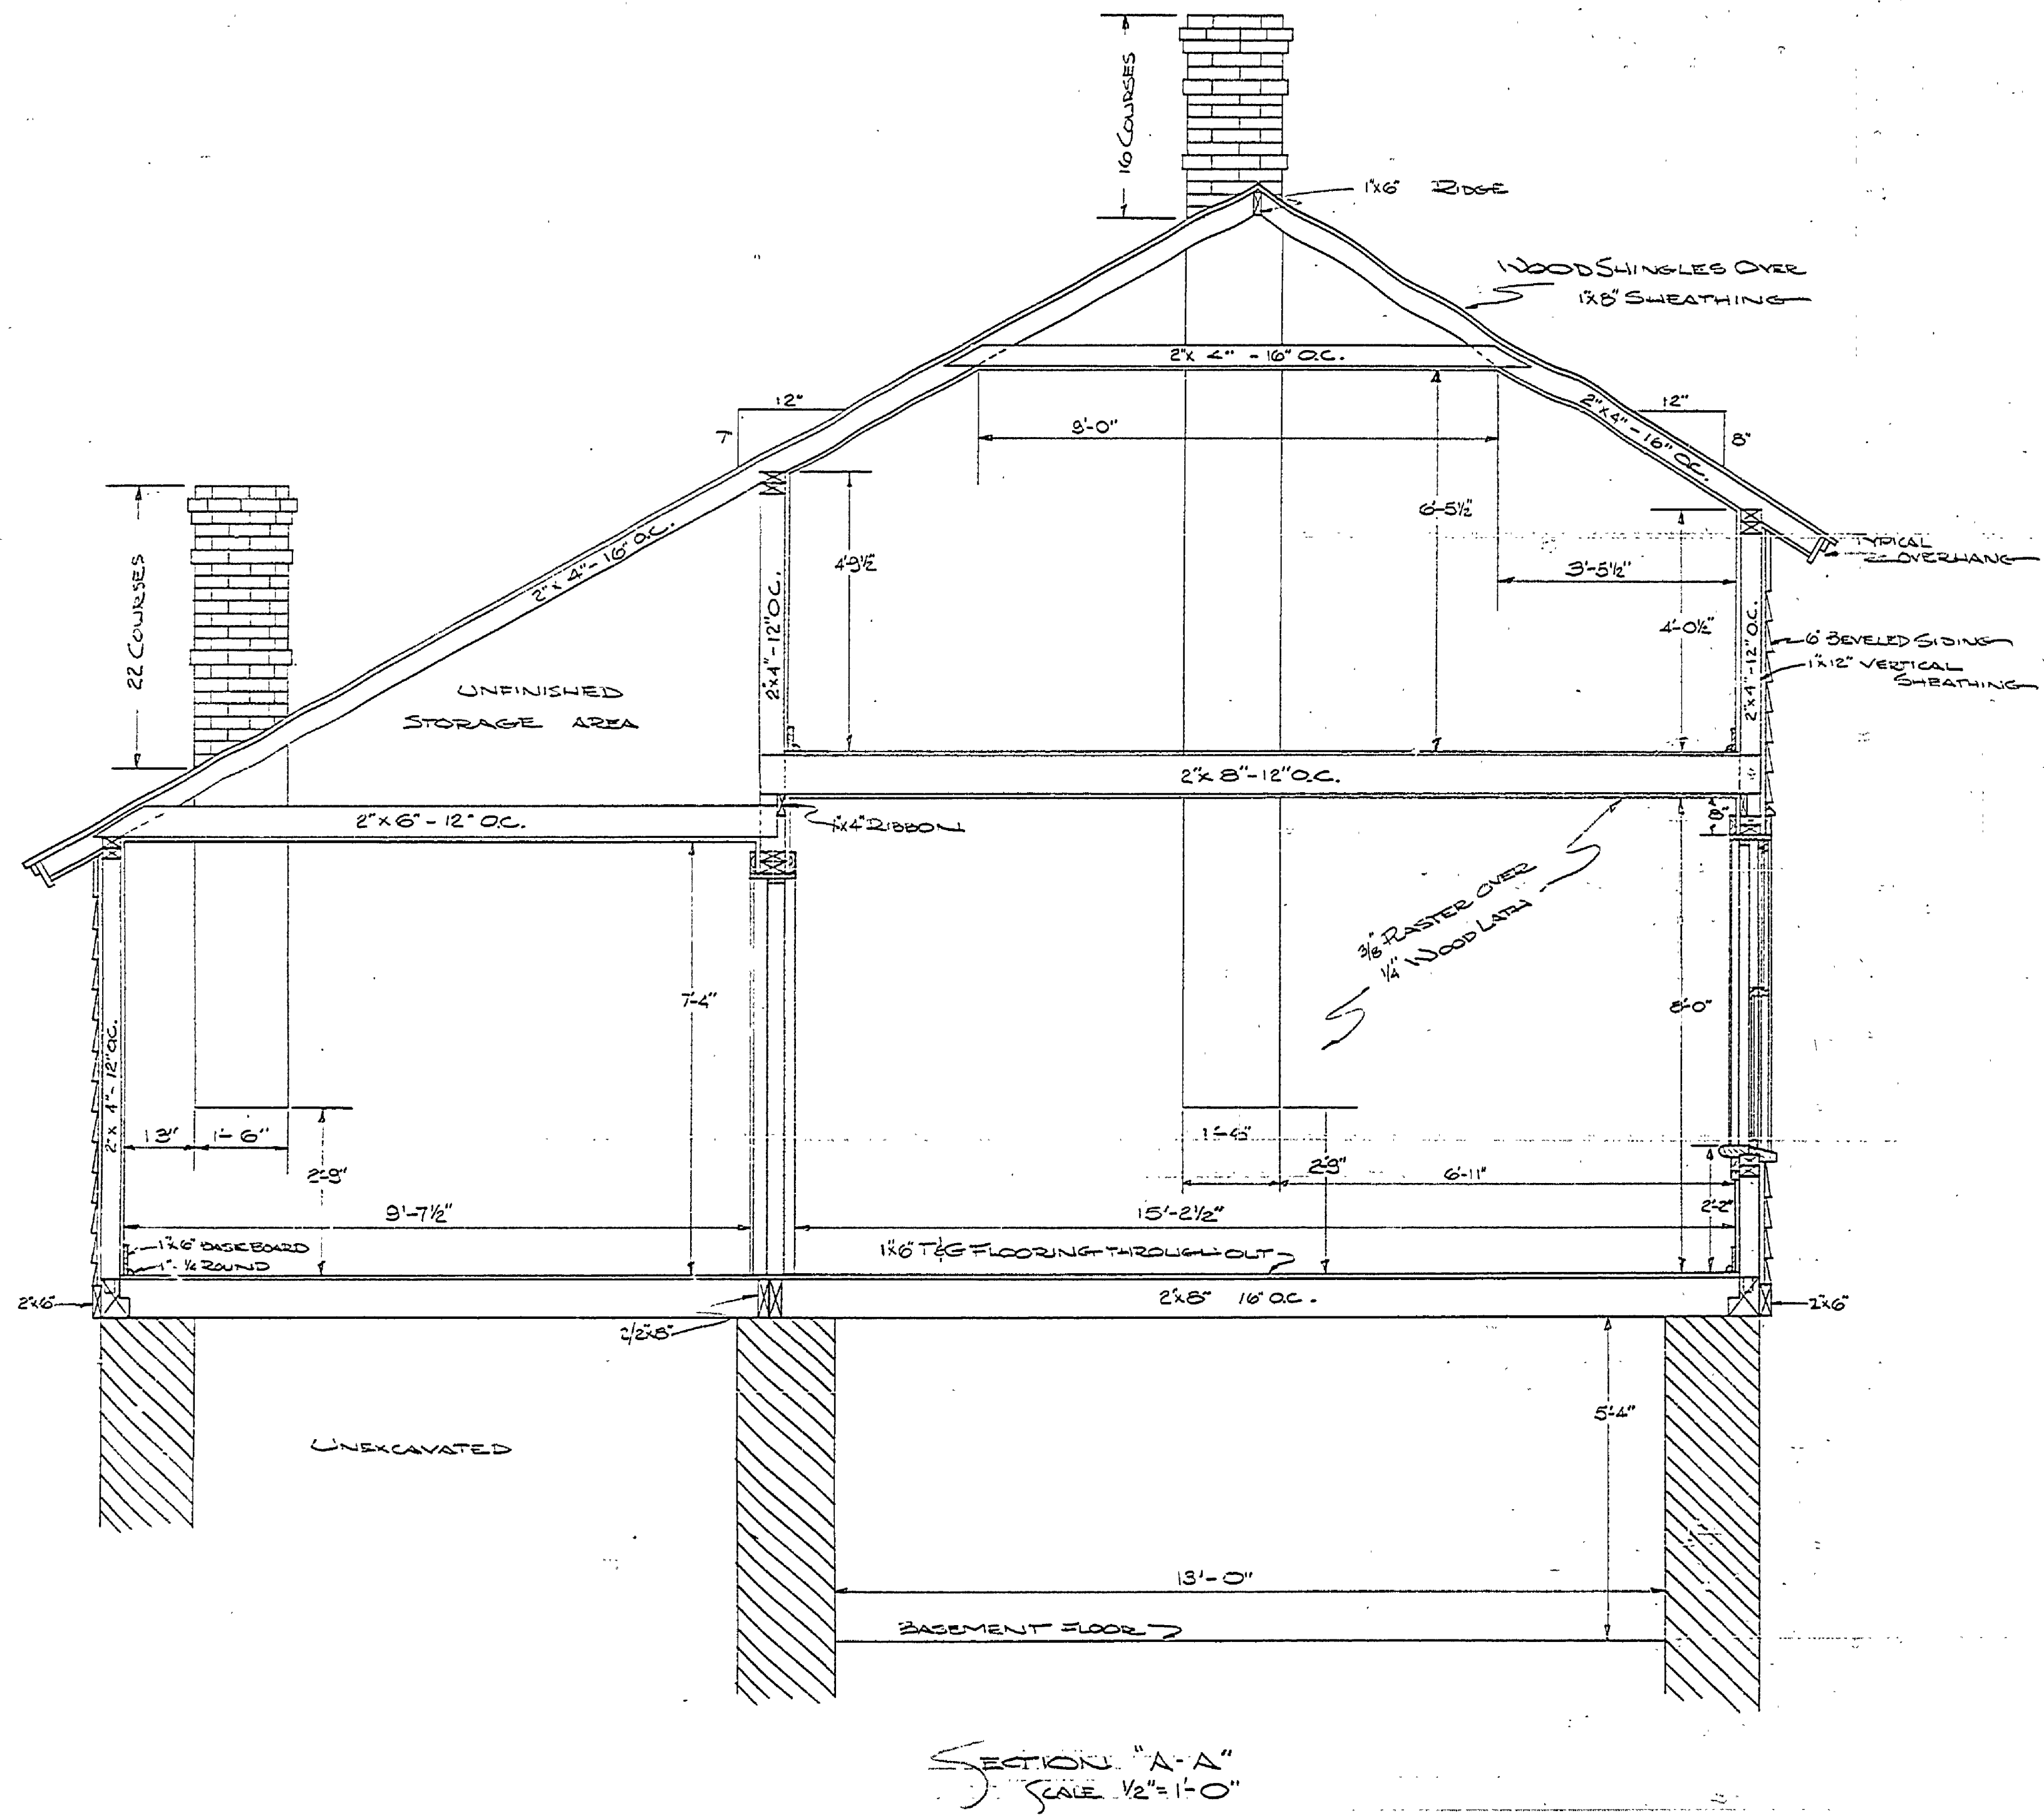 16 COURSES
1"x6" RIDGE
WOOD SHINGLES OVER
1"x8" SHEATHING
2"x 4" - 16" O.C.
12"
7
9'-0"
2"x4" - 16" O.C.
12"
8"
22 COURSES
2"x 4" - 16" O.C.
4'9½"
6'-5½"
TYPICAL
OVERHANG
3'-5½"
2"x4" - 12" O.C.
4'-0½"
2"x4" - 12" O.C.
6" BEVELED SIDING
1"x12" VERTICAL
SHEATHING
UNFINISHED
STORAGE AREA
2"x 8" - 12" O.C.
2"x 6" - 12" O.C.
1"x4" RIBBON
8"
3/8" PLASTER OVER
1/4" WOOD LATH
7'-4"
8'-0"
2"x 4" - 12" O.C.
13"
1'- 6"
2'-9"
2'9"
6'-11"
2'-2"
9'-7½"
15'-2½"
1"x6" BASEBOARD
1" - ¼ ROUND
1"x6" T&G FLOORING THROUGH OUT
2"x6"
2/2"x8"
2"x8" 16" O.C.
2"x6"
5'-4"
UNEXCAVATED
13'-0"
BASEMENT FLOOR
SECTION "A-A"
SCALE ½"=1'-0"